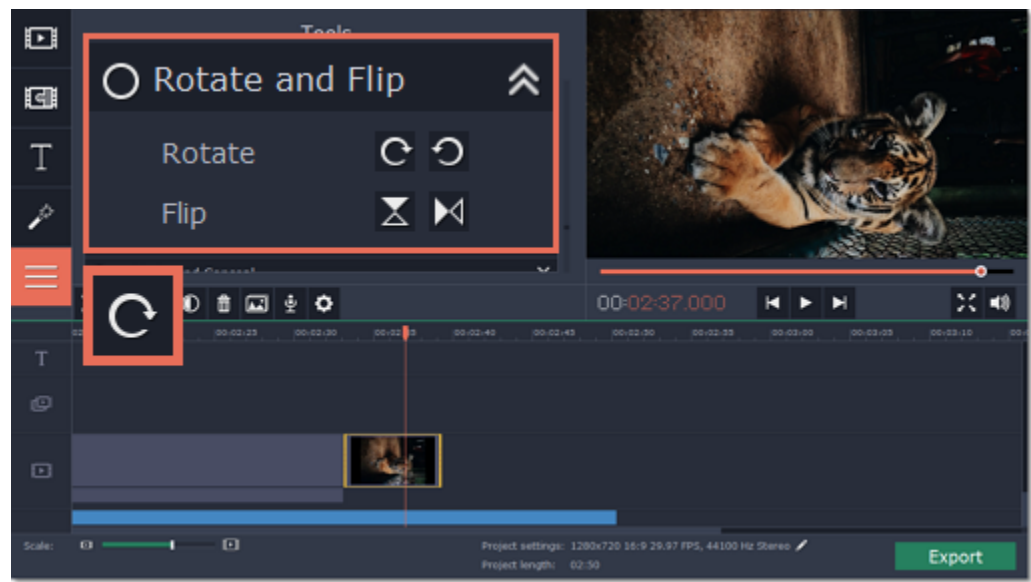 Tools
Rotate and Flip
Rotate
Flip
00:02:37.000
00:02:25
00:02:30
00:02:40
00:02:45
00:02:50
00:02:55
00:03:00
00:03:05
00:03:10
T
T
Scale:
Project settings: 1280x720 16:9 29.97 FPS, 44100 Hz Stereo
Project length: 02:50
Export